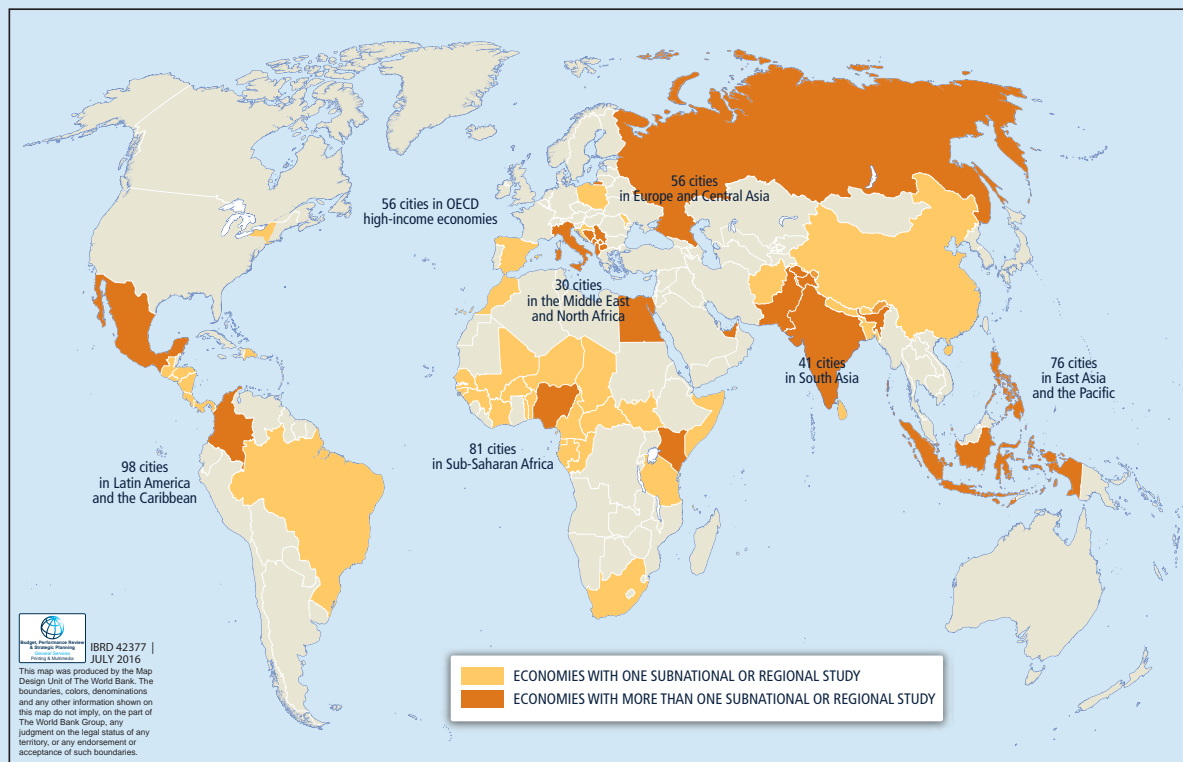 56 cities in OECD
high-income economies
56 cities
in Europe and Central Asia
30 cities
in the Middle East
and North Africa
41 cities
in South Asia
76 cities
in East Asia
and the Pacific
81 cities
in Sub-Saharan Africa
98 cities
in Latin America
and the Caribbean
Budget, Performance Review
& Strategic Planning
General Services
Printing & Multimedia
IBRD 42377 |
JULY 2016
This map was produced by the Map
Design Unit of The World Bank. The
boundaries, colors, denominations
and any other information shown on
this map do not imply, on the part of
The World Bank Group, any
judgment on the legal status of any
territory, or any endorsement or
acceptance of such boundaries.
ECONOMIES WITH ONE SUBNATIONAL OR REGIONAL STUDY
ECONOMIES WITH MORE THAN ONE SUBNATIONAL OR REGIONAL STUDY